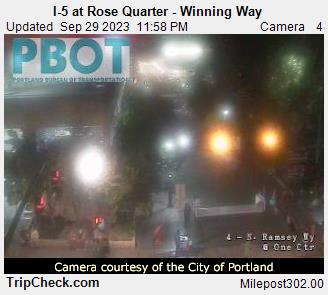 I-5 at Rose Quarter - Winning Way
Updated Sep 29 2023 11:58 PM Camera 4
PBOT
PORTLAND BUREAU OF TRANSPORTATION
4 - N. Ramsey Wy
@ One Ctr
Camera courtesy of the City of Portland
TripCheck.com Milepost302.00